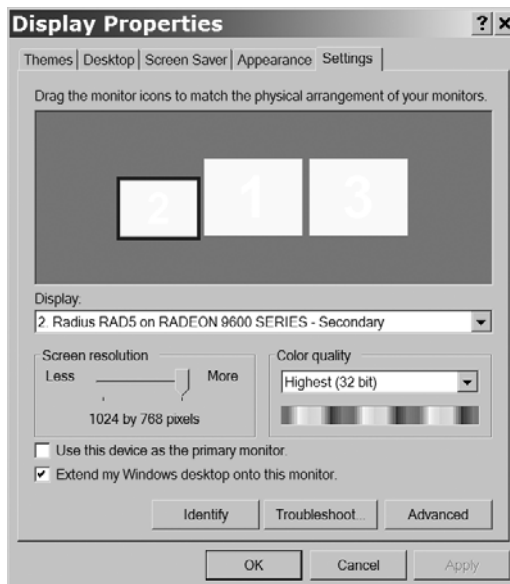 Display Properties
? X
Themes Desktop Screen Saver Appearance Settings
Drag the monitor icons to match the physical arrangement of your monitors.
2 1 3
Display:
2. Radius RAD5 on RADEON 9600 SERIES - Secondary
Screen resolution
Less More
1024 by 768 pixels
Color quality
Highest (32 bit)
Use this device as the primary monitor.
Extend my Windows desktop onto this monitor.
Identify Troubleshoot... Advanced
OK Cancel Apply